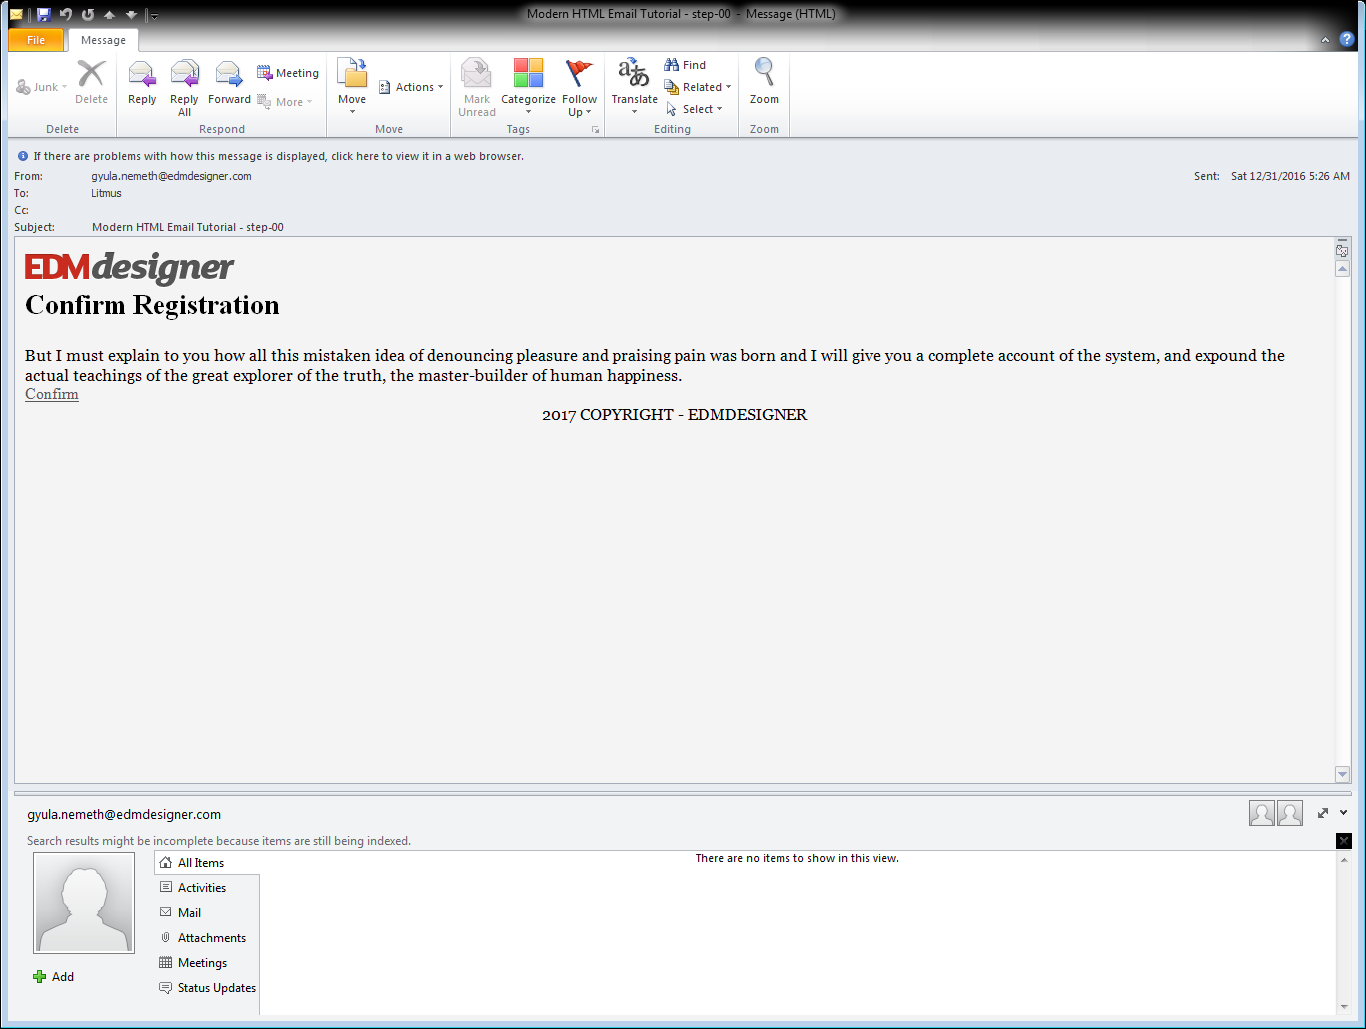 Modern HTML Email Tutorial - step-00 - Message (HTML)
File Message
Junk Delete Reply Reply All Forward Meeting More Move Actions Mark Unread Categorize Follow Up Translate Find Related Select Zoom
Delete Respond Move Tags Editing Zoom
If there are problems with how this message is displayed, click here to view it in a web browser.
From: gyula.nemeth@edmdesigner.com Sent: Sat 12/31/2016 5:26 AM
To: Litmus
Cc:
Subject: Modern HTML Email Tutorial - step-00
EDMdesigner
Confirm Registration
But I must explain to you how all this mistaken idea of denouncing pleasure and praising pain was born and I will give you a complete account of the system, and expound the
actual teachings of the great explorer of the truth, the master-builder of human happiness.
Confirm
2017 COPYRIGHT - EDMDESIGNER
gyula.nemeth@edmdesigner.com
Search results might be incomplete because items are still being indexed.
All Items There are no items to show in this view.
Activities
Mail
Attachments
Meetings
Status Updates
Add